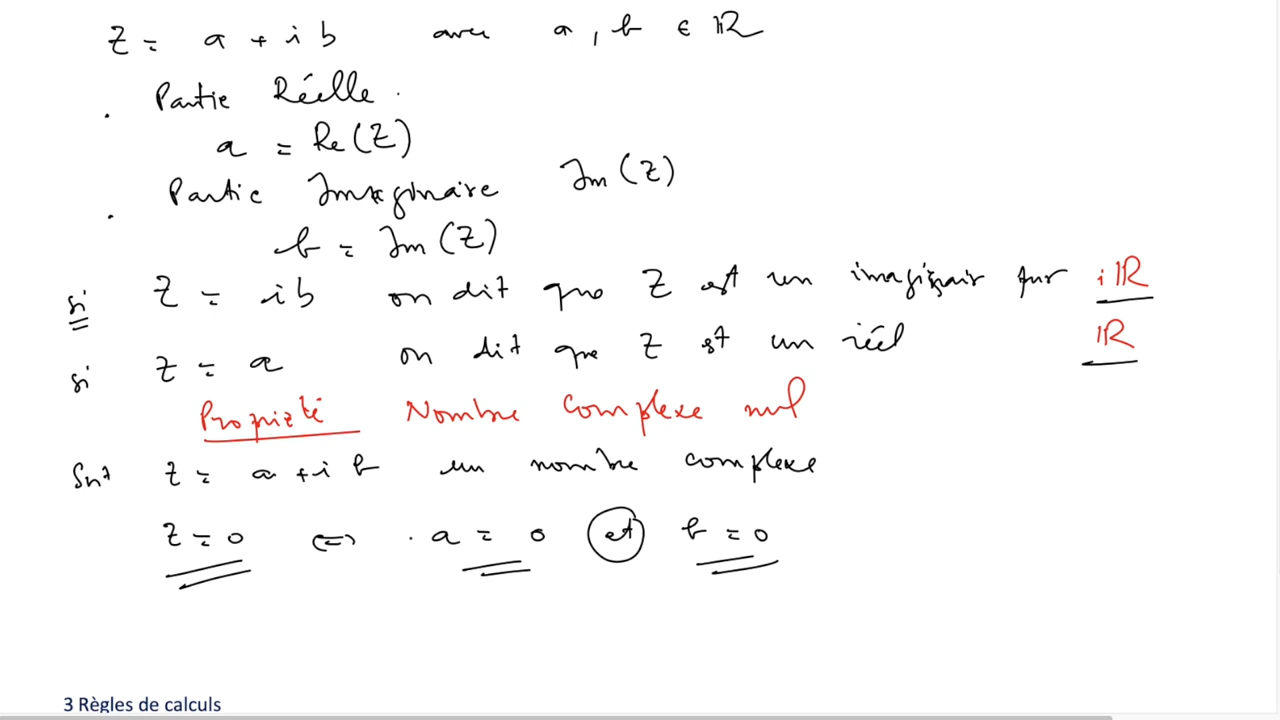 Z = a + i b avec a, b ∈ ℝ
. Partie Réelle.
a = Re(Z)
. Partie Imaginaire Im(Z)
b = Im(Z)
si Z = ib on dit que Z est un imaginair pur iℝ
si Z = a on dit que Z est un réel ℝ
Propriété Nombre Complexe nul
Soit z = a + i b un nombre complexe
z = 0 ⇔ . a = 0 et b = 0
3 Règles de calculs